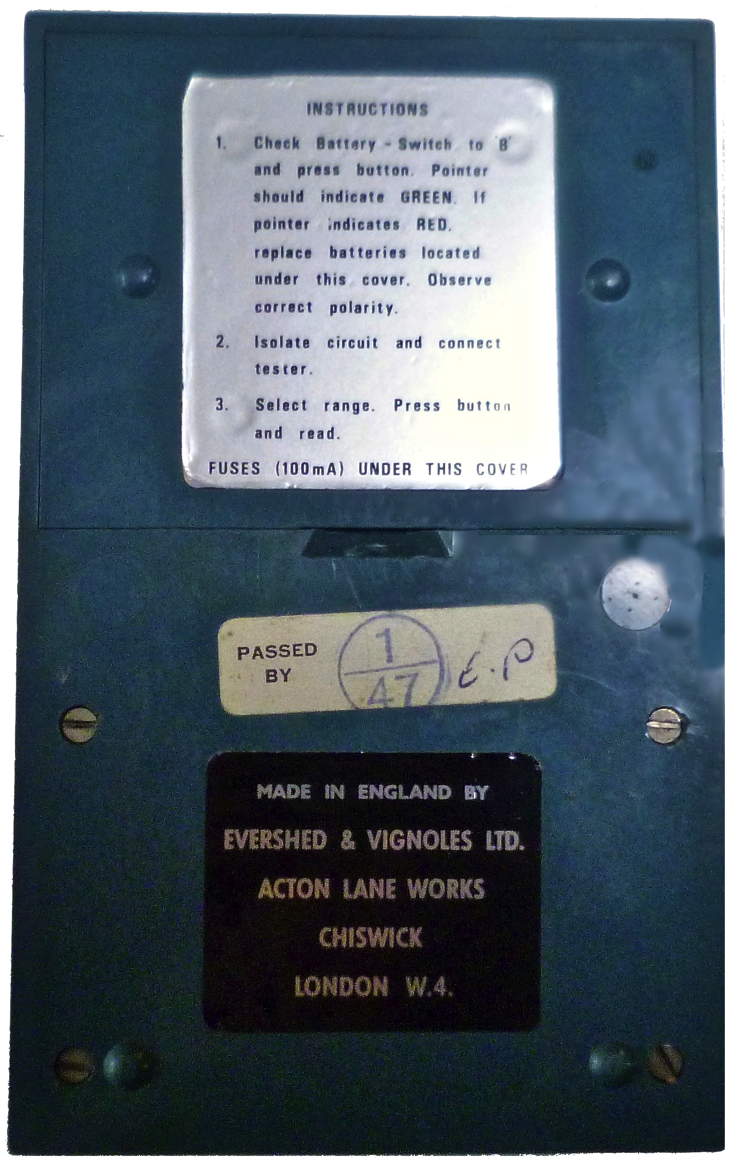 INSTRUCTIONS
1. Check Battery - Switch to 'B'
and press button. Pointer
should indicate GREEN. If
pointer indicates RED.
replace batteries located
under this cover. Observe
correct polarity.
2. Isolate circuit and connect
tester.
3. Select range. Press button
and read.
FUSES (100mA) UNDER THIS COVER
PASSED
BY
1
47
E.P
MADE IN ENGLAND BY
EVERSHED & VIGNOLES LTD.
ACTON LANE WORKS
CHISWICK
LONDON W.4.